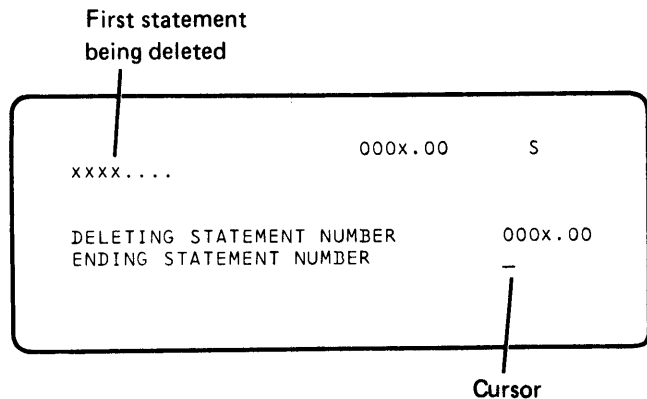 First statement
being deleted
000x.00 S
xxxx....
DELETING STATEMENT NUMBER 000x.00
ENDING STATEMENT NUMBER _
Cursor